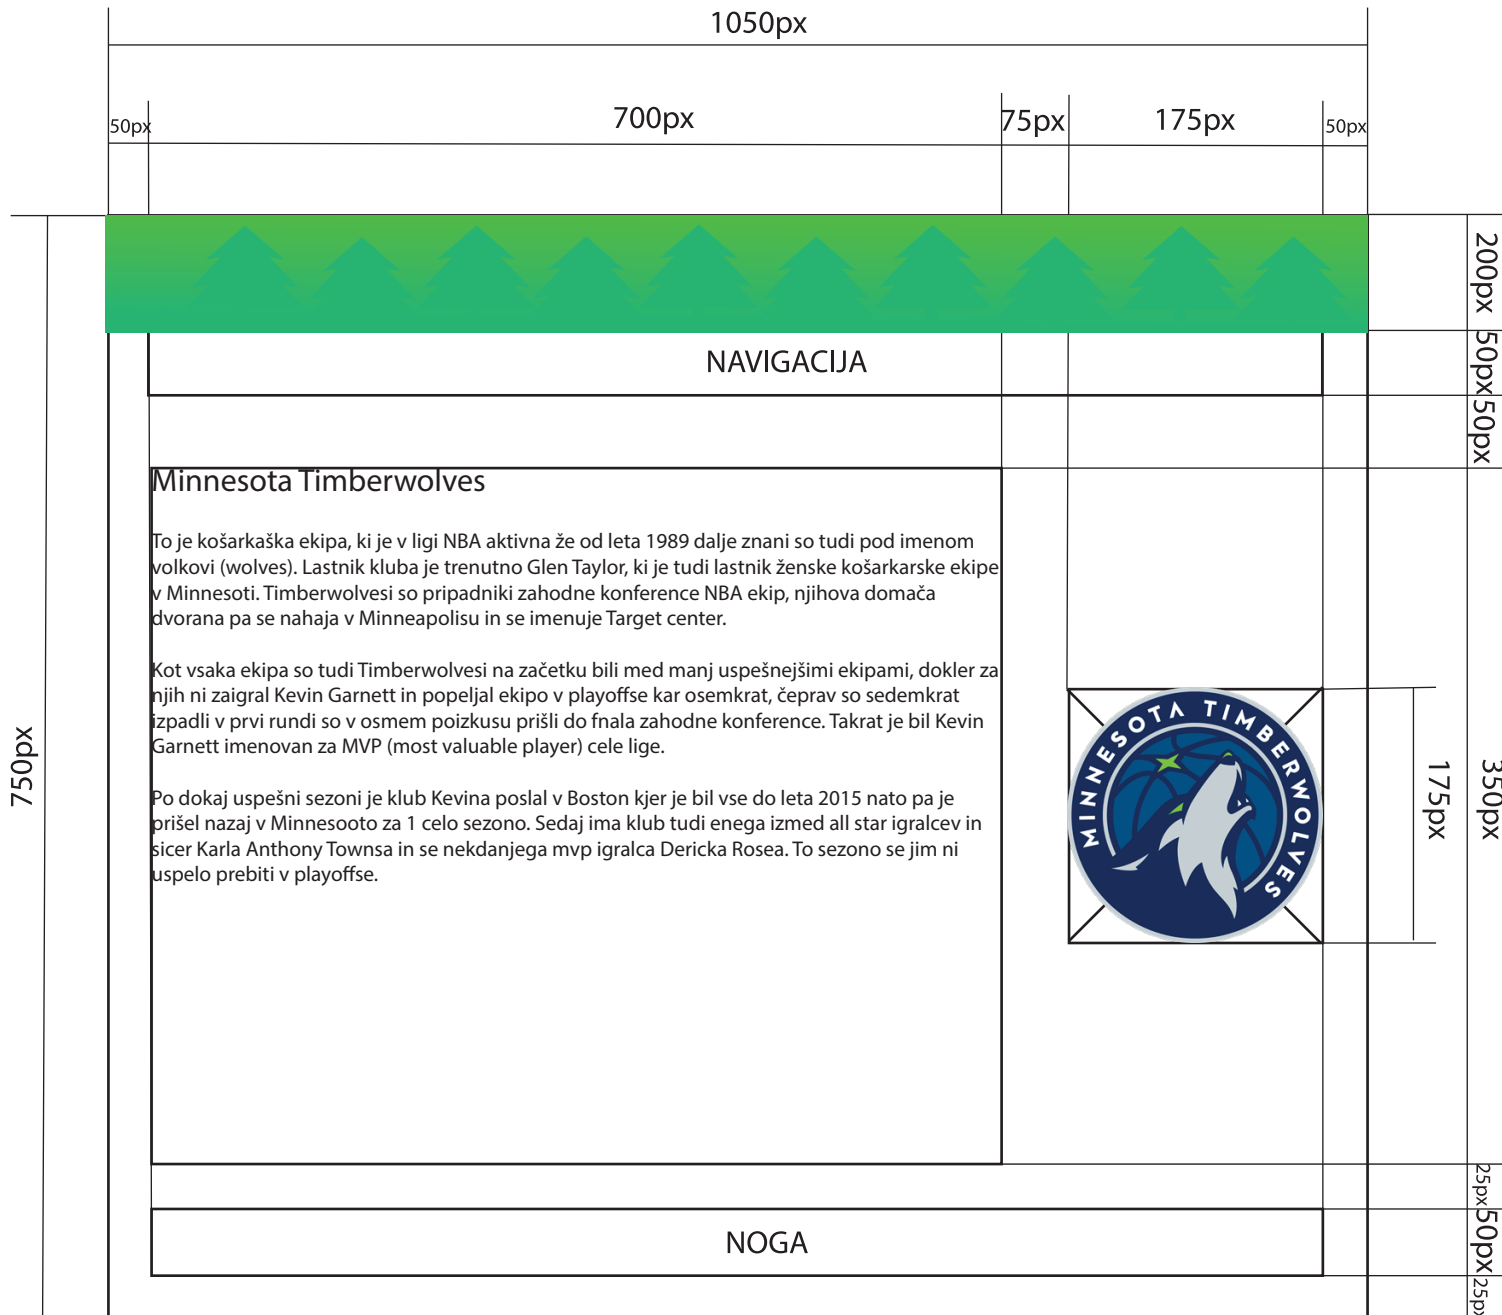 1050px
50px
700px
75px
175px
50px
200px
50px
50px
NAVIGACIJA
Minnesota Timberwolves
To je košarkaška ekipa, ki je v ligi NBA aktivna že od leta 1989 dalje znani so tudi pod imenom
volkovi (wolves). Lastnik kluba je trenutno Glen Taylor, ki je tudi lastnik ženske košarkarske ekipe
v Minnesoti. Timberwolvesi so pripadniki zahodne konference NBA ekip, njihova domača
dvorana pa se nahaja v Minneapolisu in se imenuje Target center.
Kot vsaka ekipa so tudi Timberwolvesi na začetku bili med manj uspešnejšimi ekipami, dokler za
njih ni zaigral Kevin Garnett in popeljal ekipo v playoffse kar osemkrat, čeprav so sedemkrat
izpadli v prvi rundi so v osmem poizkusu prišli do fnala zahodne konference. Takrat je bil Kevin
Garnett imenovan za MVP (most valuable player) cele lige.
Po dokaj uspešni sezoni je klub Kevina poslal v Boston kjer je bil vse do leta 2015 nato pa je
prišel nazaj v Minnesooto za 1 celo sezono. Sedaj ima klub tudi enega izmed all star igralcev in
sicer Karla Anthony Townsa in se nekdanjega mvp igralca Dericka Rosea. To sezono se jim ni
uspelo prebiti v playoffse.
MINNESOTA TIMBERWOLVES
750px
175px
350px
25px
50px
25px
NOGA